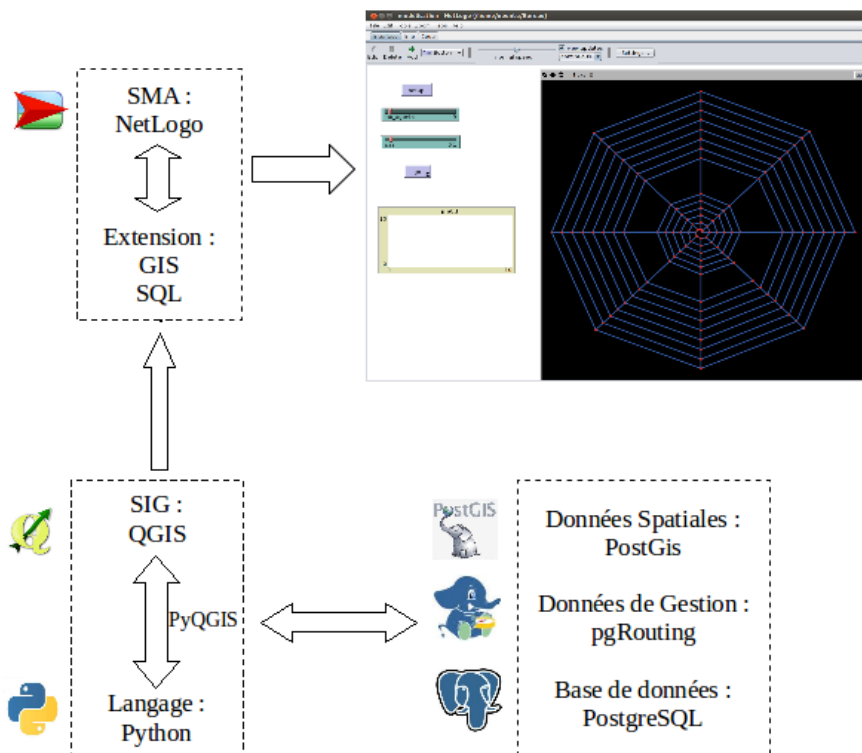 SMA :
NetLogo
Extension :
GIS
SQL
SIG :
QGIS
PyQGIS
Langage :
Python
PostGIS
Données Spatiales :
PostGis
Données de Gestion :
pgRouting
Base de données :
PostgreSQL